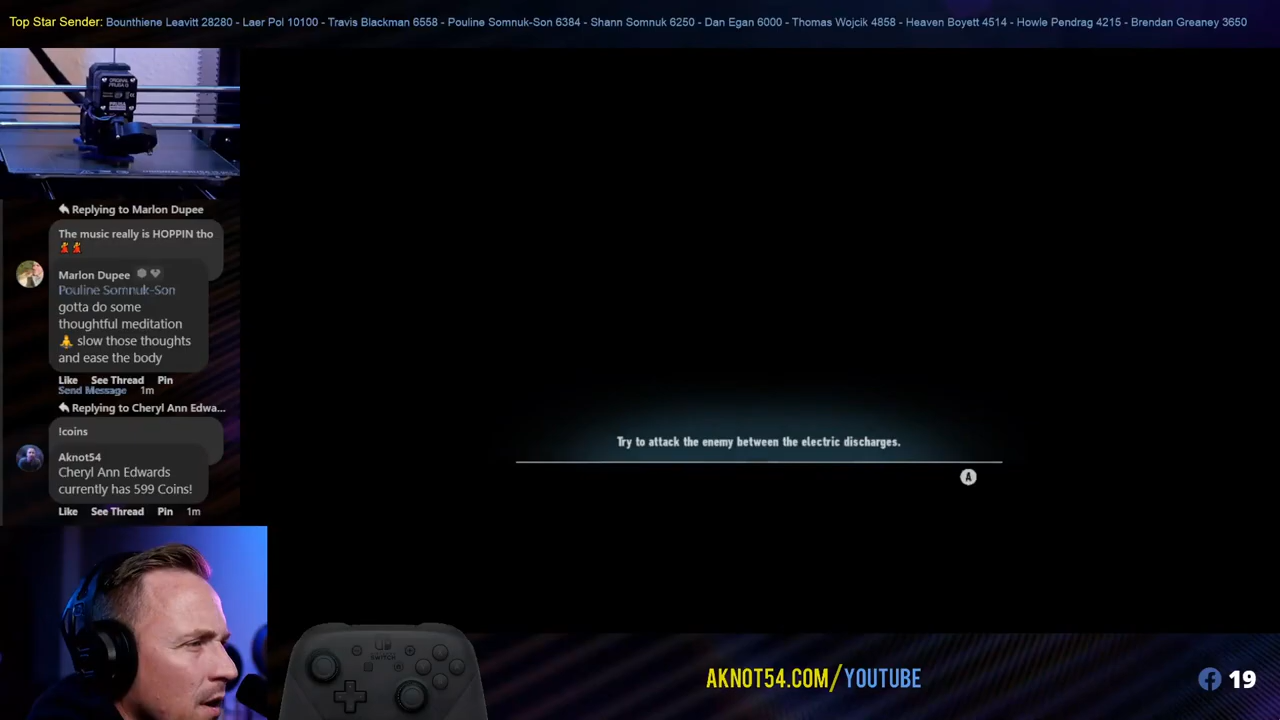 Top Star Sender: Bounthiene Leavitt 28280 - Laer Pol 10100 - Travis Blackman 6558 - Pouline Somnuk-Son 6384 - Shann Somnuk 6250 - Dan Egan 6000 - Thomas Wojcik 4858 - Heaven Boyett 4514 - Howle Pendrag 4215 - Brendan Greaney 3650
ORIGINAL
PRUSA
Replying to Marlon Dupee
The music really is HOPPIN tho
💃💃
Marlon Dupee
Pouline Somnuk-Son
gotta do some
thoughtful meditation
🧘 slow those thoughts
and ease the body
Like See Thread Pin
Send Message 1m
Replying to Cheryl Ann Edwa...
!coins
Aknot54
Cheryl Ann Edwards
currently has 599 Coins!
Like See Thread Pin 1m
Try to attack the enemy between the electric discharges.
A
SWITCH
AKNOT54.COM/YOUTUBE
19